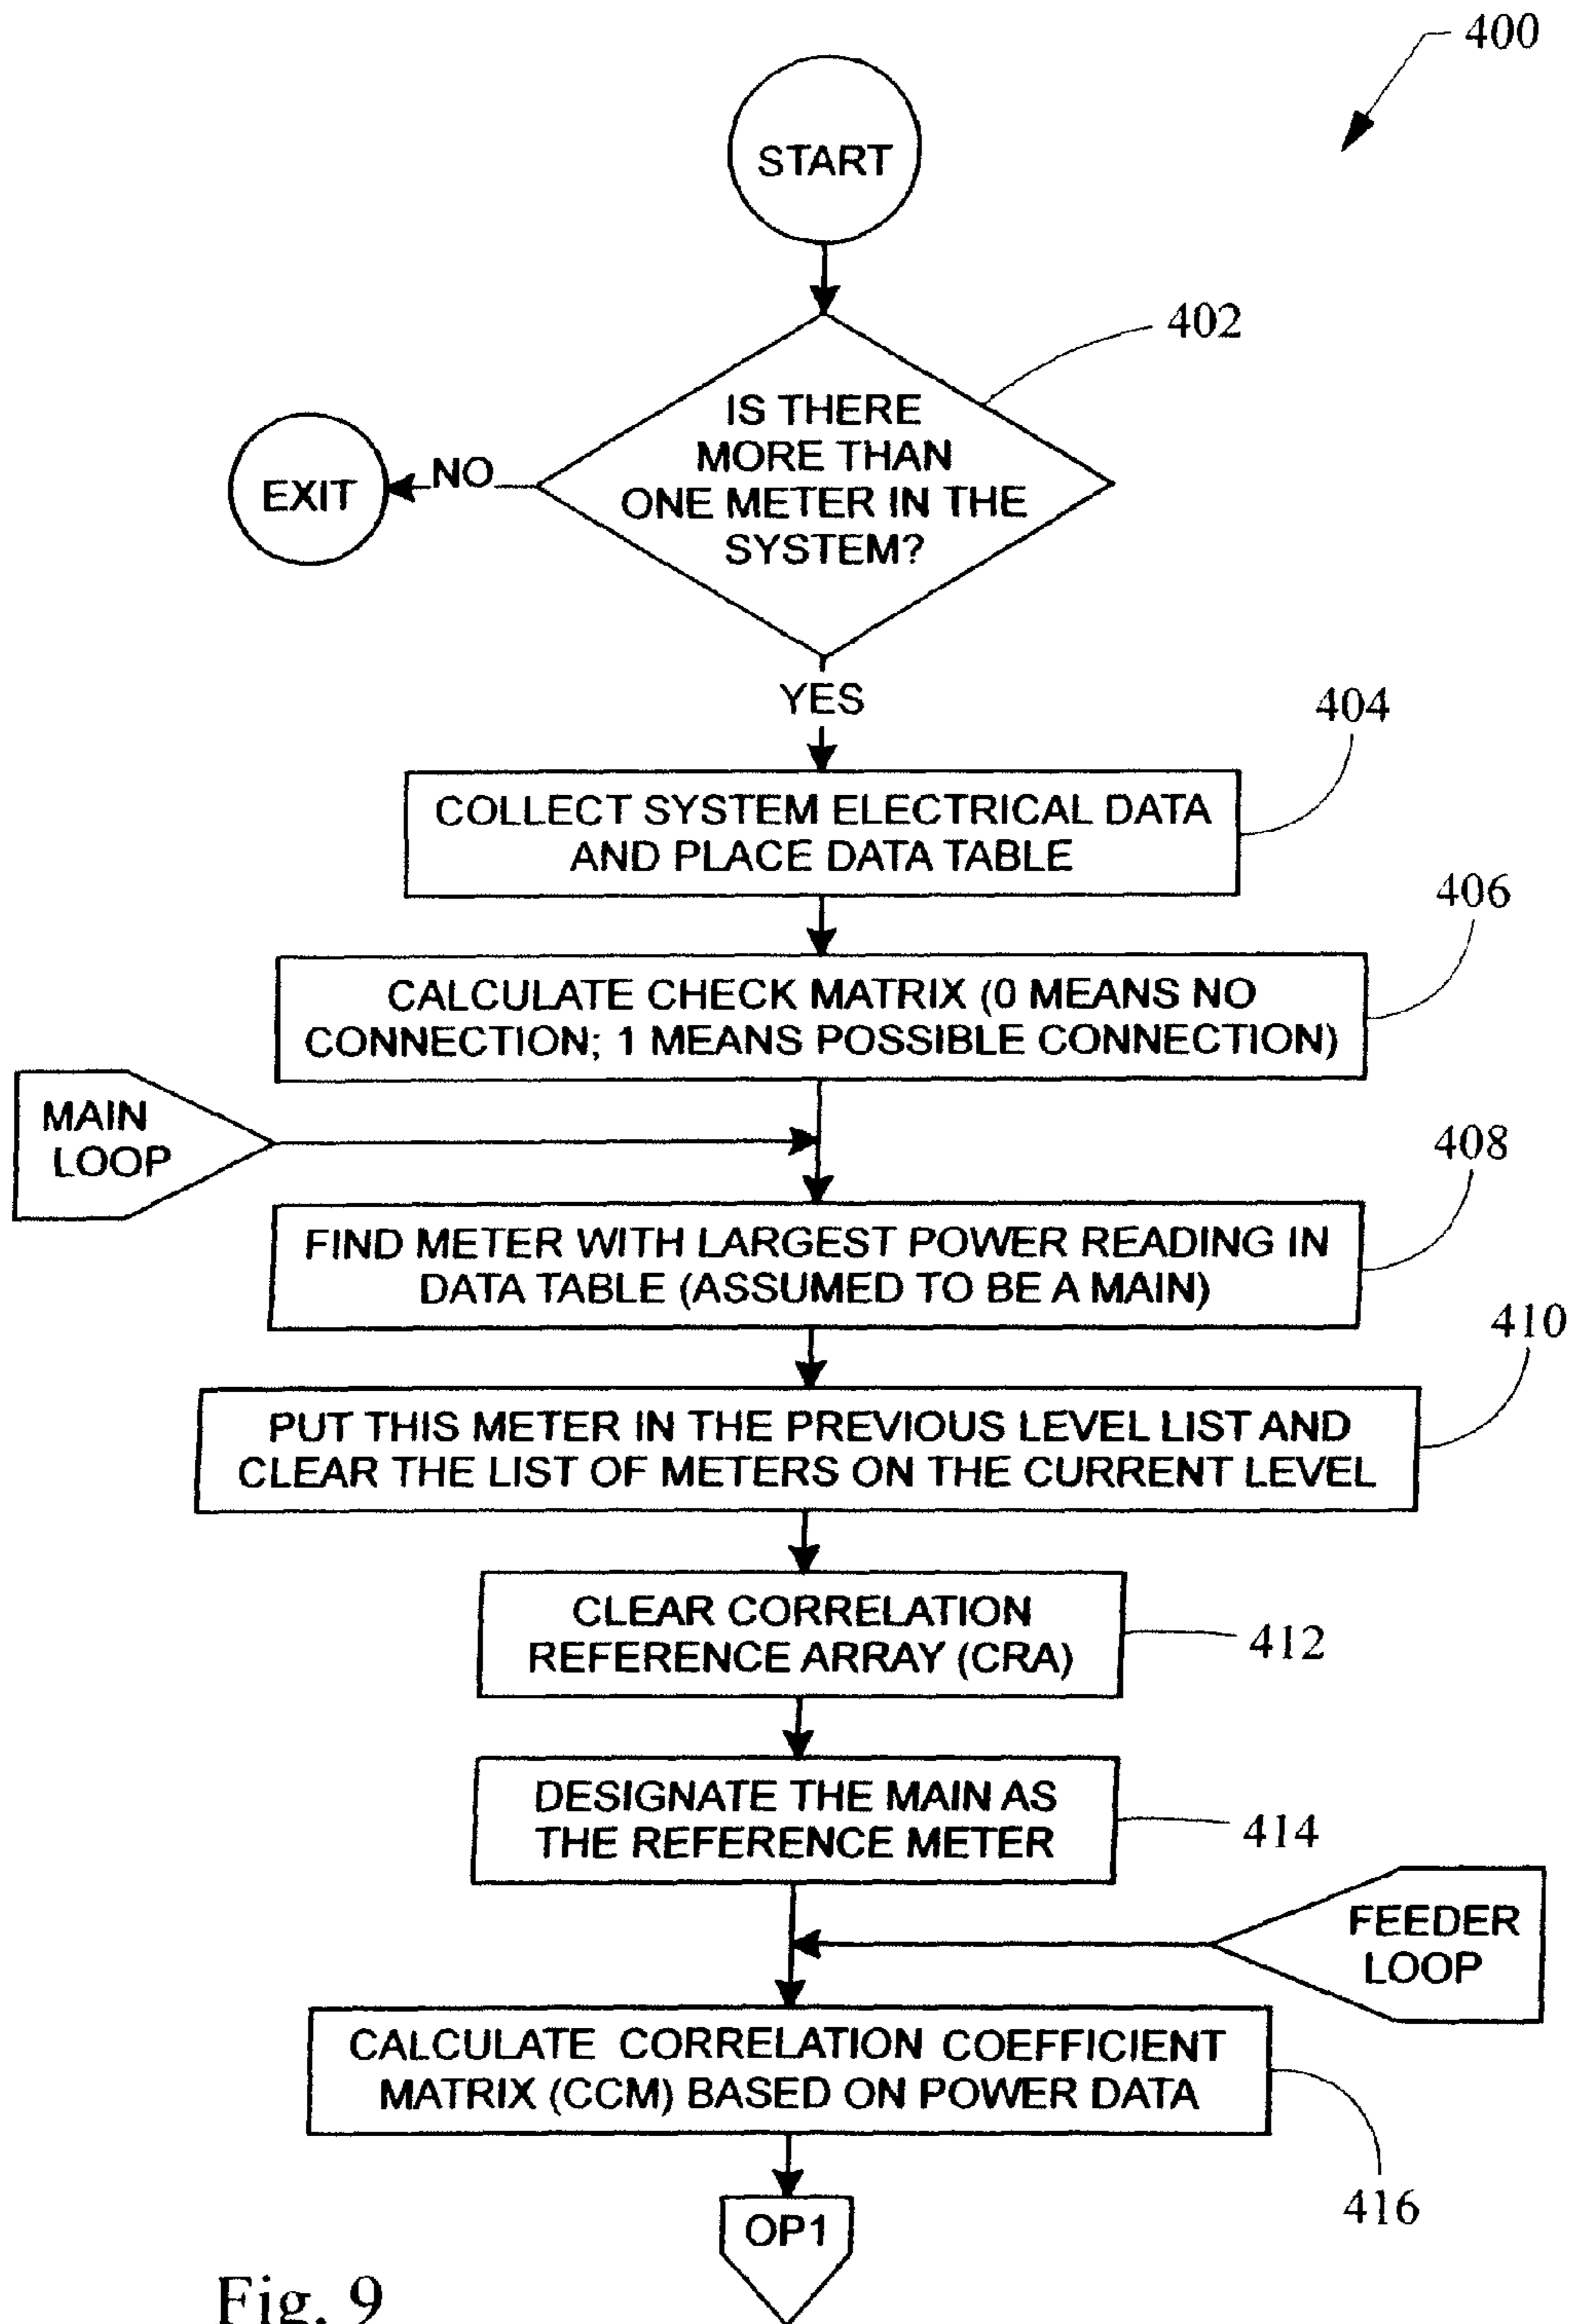 400
START
402
IS THERE
MORE THAN
ONE METER IN THE
SYSTEM?
NO
EXIT
YES
404
COLLECT SYSTEM ELECTRICAL DATA
AND PLACE DATA TABLE
406
CALCULATE CHECK MATRIX (0 MEANS NO
CONNECTION; 1 MEANS POSSIBLE CONNECTION)
MAIN
LOOP
408
FIND METER WITH LARGEST POWER READING IN
DATA TABLE (ASSUMED TO BE A MAIN)
410
PUT THIS METER IN THE PREVIOUS LEVEL LIST AND
CLEAR THE LIST OF METERS ON THE CURRENT LEVEL
CLEAR CORRELATION
REFERENCE ARRAY (CRA)
412
DESIGNATE THE MAIN AS
THE REFERENCE METER
414
FEEDER
LOOP
CALCULATE CORRELATION COEFFICIENT
MATRIX (CCM) BASED ON POWER DATA
416
OP1
Fig. 9